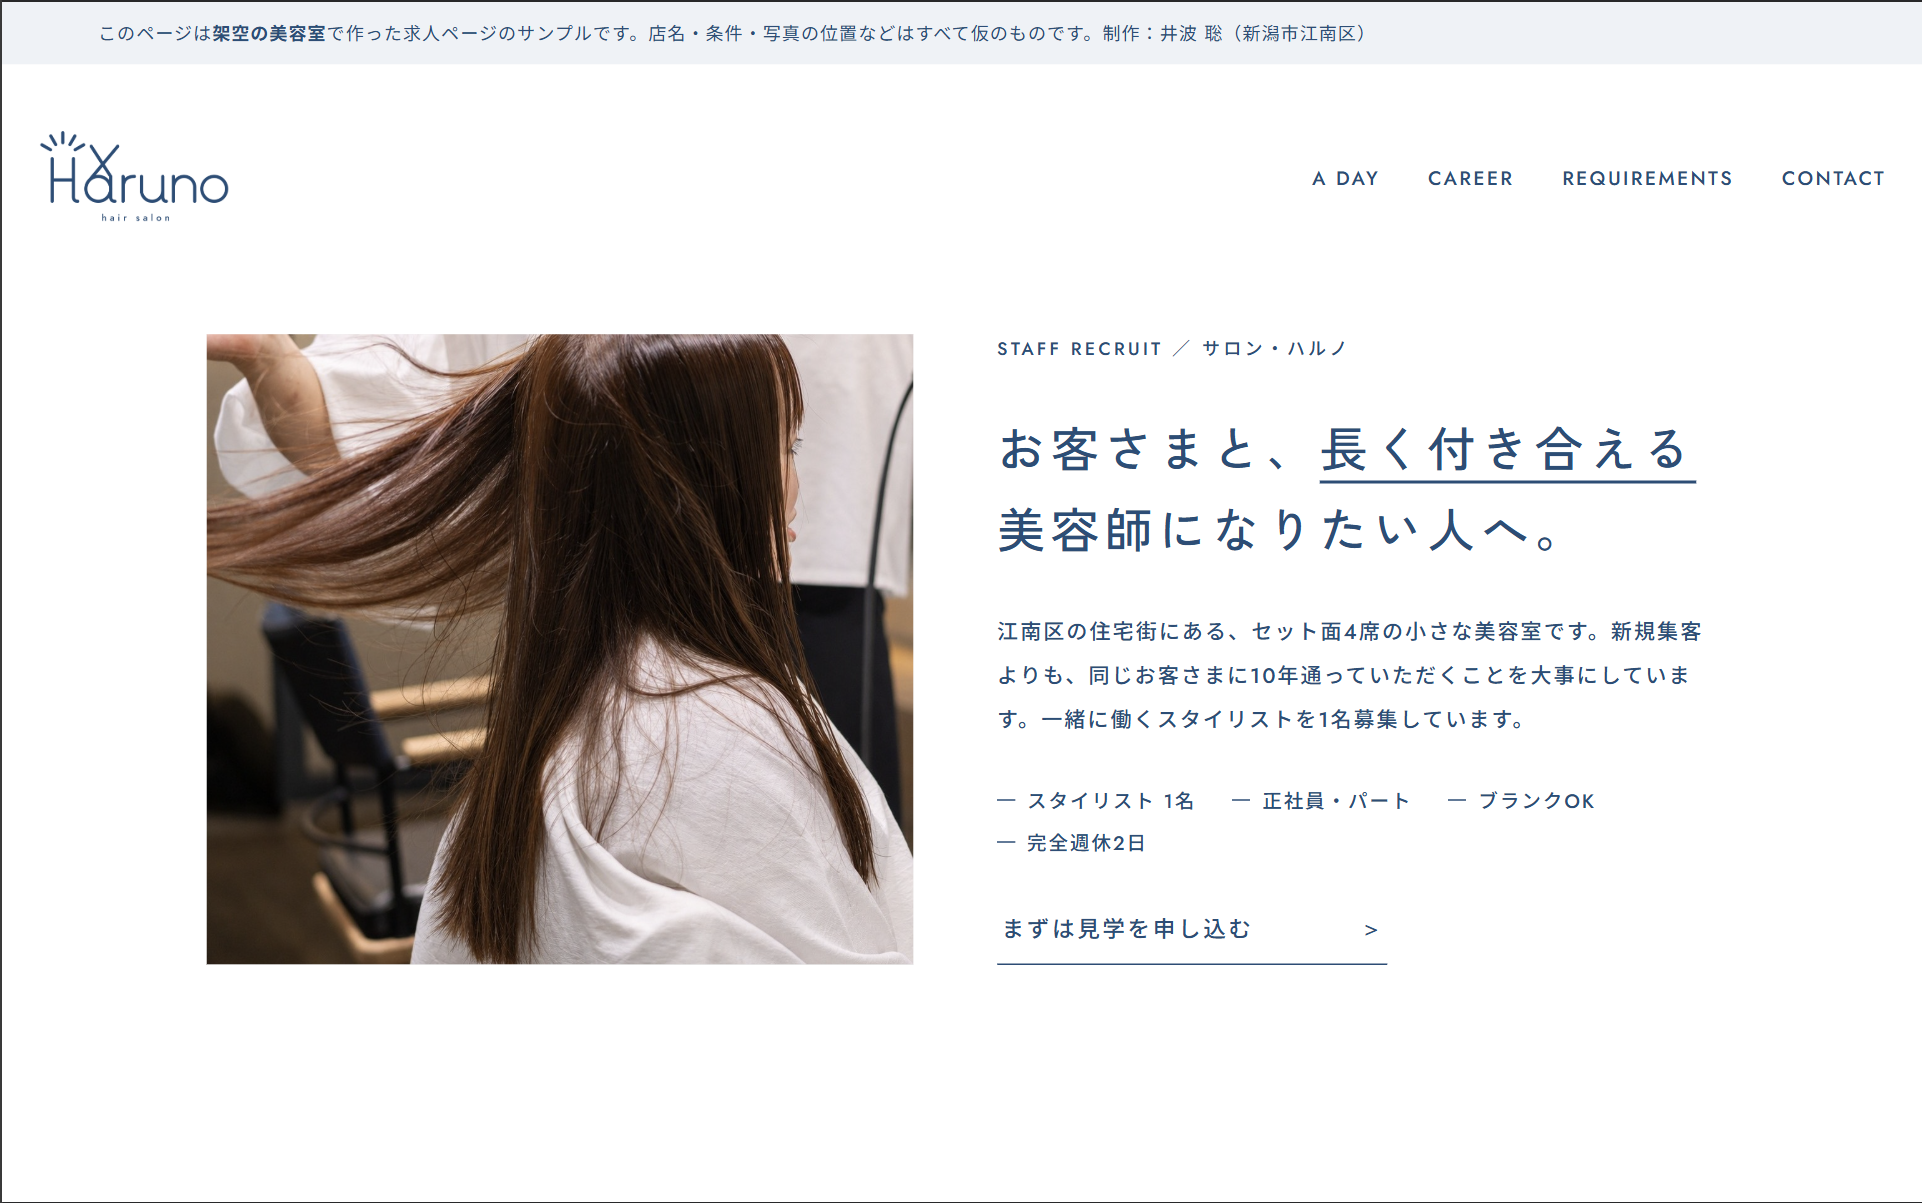 このページは架空の美容室で作った求人ページのサンプルです。店名・条件・写真の位置などはすべて仮のものです。制作：井波 聡（新潟市江南区）
Haruno
hair salon
A DAY CAREER REQUIREMENTS CONTACT
STAFF RECRUIT ／ サロン・ハルノ
お客さまと、長く付き合える
美容師になりたい人へ。
江南区の住宅街にある、セット面4席の小さな美容室です。新規集客
よりも、同じお客さまに10年通っていただくことを大事にしていま
す。一緒に働くスタイリストを1名募集しています。
— スタイリスト 1名 — 正社員・パート — ブランクOK
— 完全週休2日
まずは見学を申し込む >